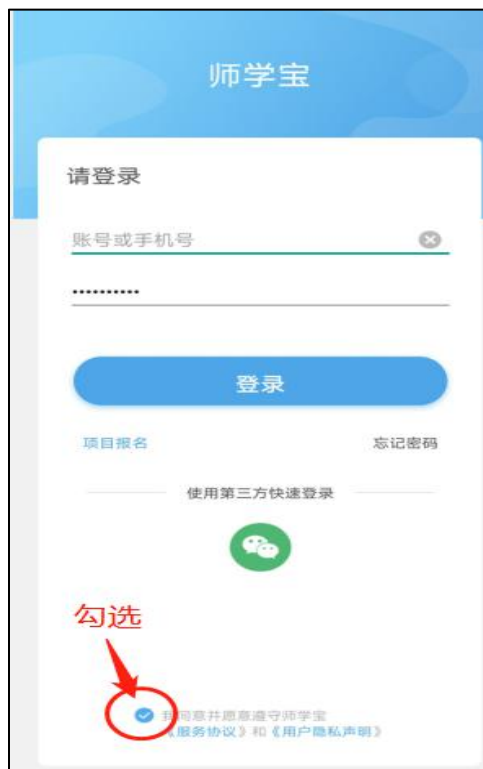 师学宝
请登录
账号或手机号
••••••••••
登录
项目报名 忘记密码
使用第三方快速登录
勾选
我同意并愿意遵守师学宝
《服务协议》和《用户隐私声明》